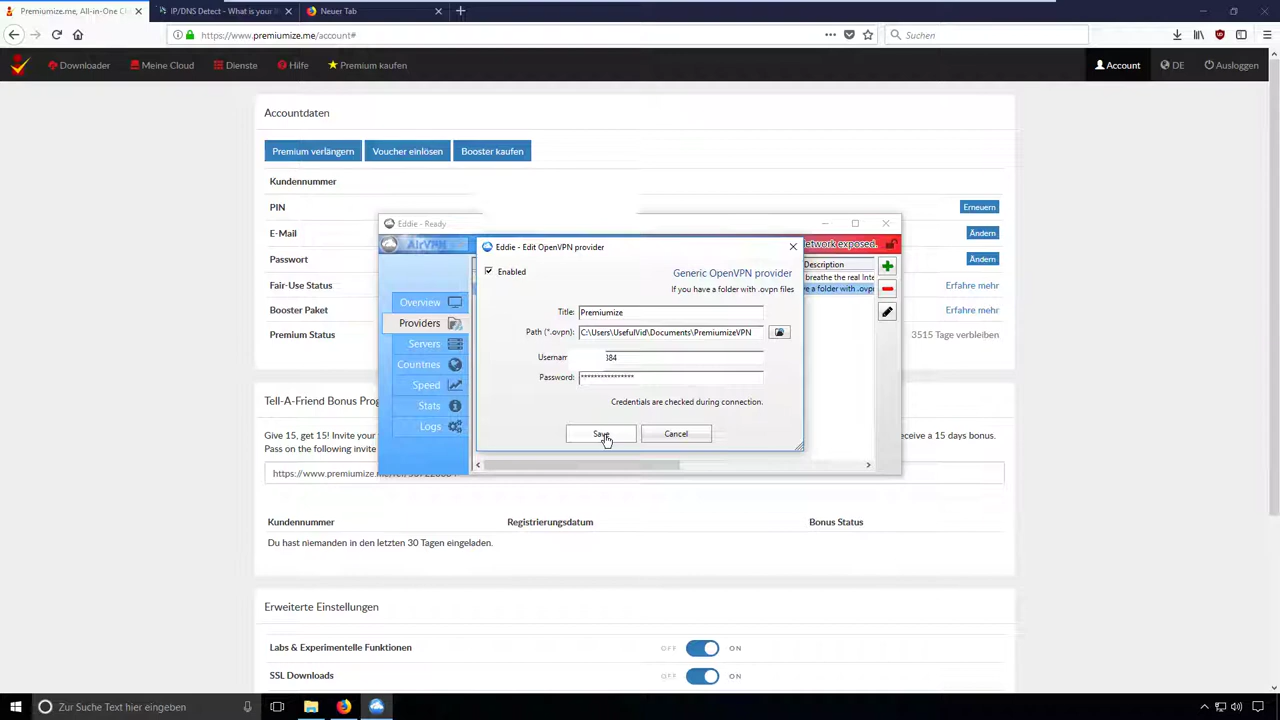 Premiumize.me, All-in-One Cl
IP/DNS Detect - What is your I
Neuer Tab
https://www.premiumize.me/account#
Suchen
Downloader
Meine Cloud
Dienste
Hilfe
Premium kaufen
Account
DE
Ausloggen
Accountdaten
Premium verlängern
Voucher einlösen
Booster kaufen
Kundennummer
PIN
Erneuern
E-Mail
Ändern
Passwort
Ändern
Fair-Use Status
Erfahre mehr
Booster Paket
Erfahre mehr
Premium Status
3515 Tage verbleiben
Eddie - Ready
AirVPN
etwork exposed.
Description
breathe the real Inte
ve a folder with .ovpn
Overview
Providers
Servers
Countries
Speed
Stats
Logs
Eddie - Edit OpenVPN provider
Enabled
Generic OpenVPN provider
If you have a folder with .ovpn files
Title:
Premiumize
Path (*.ovpn):
C:\Users\UsefulVid\Documents\PremiumizeVPN
Usernam
384
Password:
****************
Credentials are checked during connection.
Save
Cancel
Tell-A-Friend Bonus Prog
Give 15, get 15! Invite your
eceive a 15 days bonus.
Pass on the following invite
https://www.premiumize.me/
Kundennummer
Registrierungsdatum
Bonus Status
Du hast niemanden in den letzten 30 Tagen eingeladen.
Erweiterte Einstellungen
Labs & Experimentelle Funktionen
OFF
ON
SSL Downloads
OFF
ON
Zur Suche Text hier eingeben